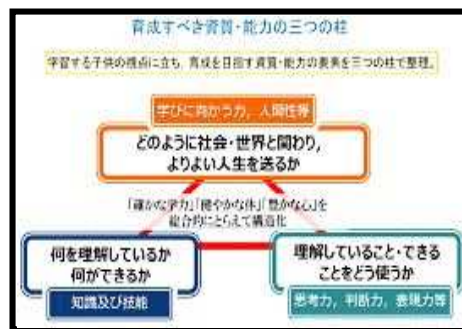 育成すべき資質・能力の三つの柱
学習する子供の視点に立ち、育成を目指す資質・能力の要素を三つの柱で整理。
学びに向かう力，人間性等
どのように社会・世界と関わり，
よりよい人生を送るか
「確かな学力」「健やかな体」「豊かな心」を
総合的にとらえて構造化
何を理解しているか
何ができるか
知識及び技能
理解していること・できる
ことをどう使うか
思考力，判断力，表現力等